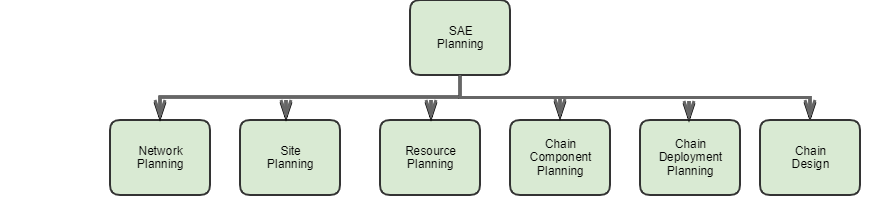 SAE
Planning
Network
Planning
Site
Planning
Resource
Planning
Chain
Component
Planning
Chain
Deployment
Planning
Chain
Design